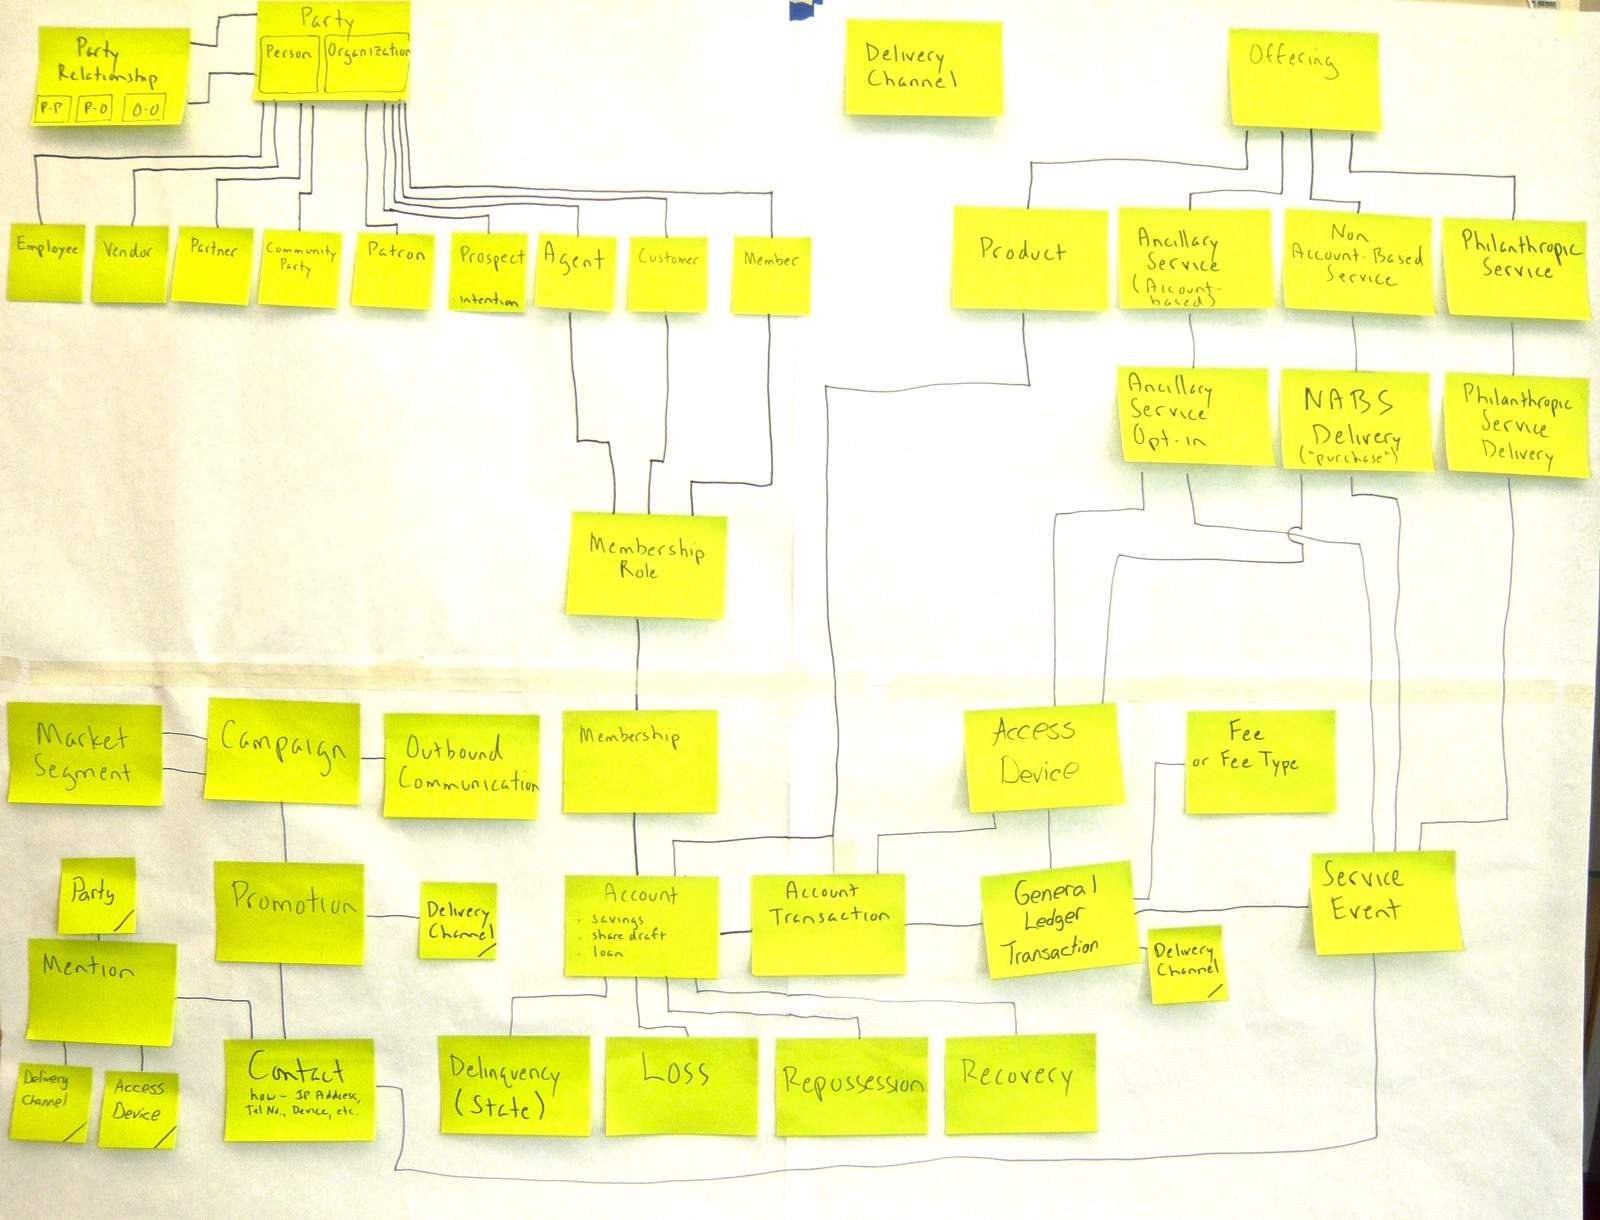 Party
Person
Organization
Party
Relationship
P-P
P-O
O-O
Delivery
Channel
Offering
Employee
Vendor
Partner
Community
Party
Patron
Prospect
intention
Agent
Customer
Member
Product
Ancillary
Service
(Account-
based)
Non
Account-Based
Service
Philanthropic
Service
Ancillary
Service
Opt-in
NABS
Delivery
("purchase")
Philanthropic
Service
Delivery
Membership
Role
Market
Segment
Campaign
Outbound
Communication
Membership
Access
Device
Fee
or Fee Type
Party
Promotion
Delivery
Channel
Account
· savings
· share draft
· loan
Account
Transaction
General
Ledger
Transaction
Delivery
Channel
Service
Event
Mention
Delivery
Channel
Access
Device
Contact
how - IP Address,
Tel No., Device, etc.
Delinquency
(State)
Loss
Repossession
Recovery